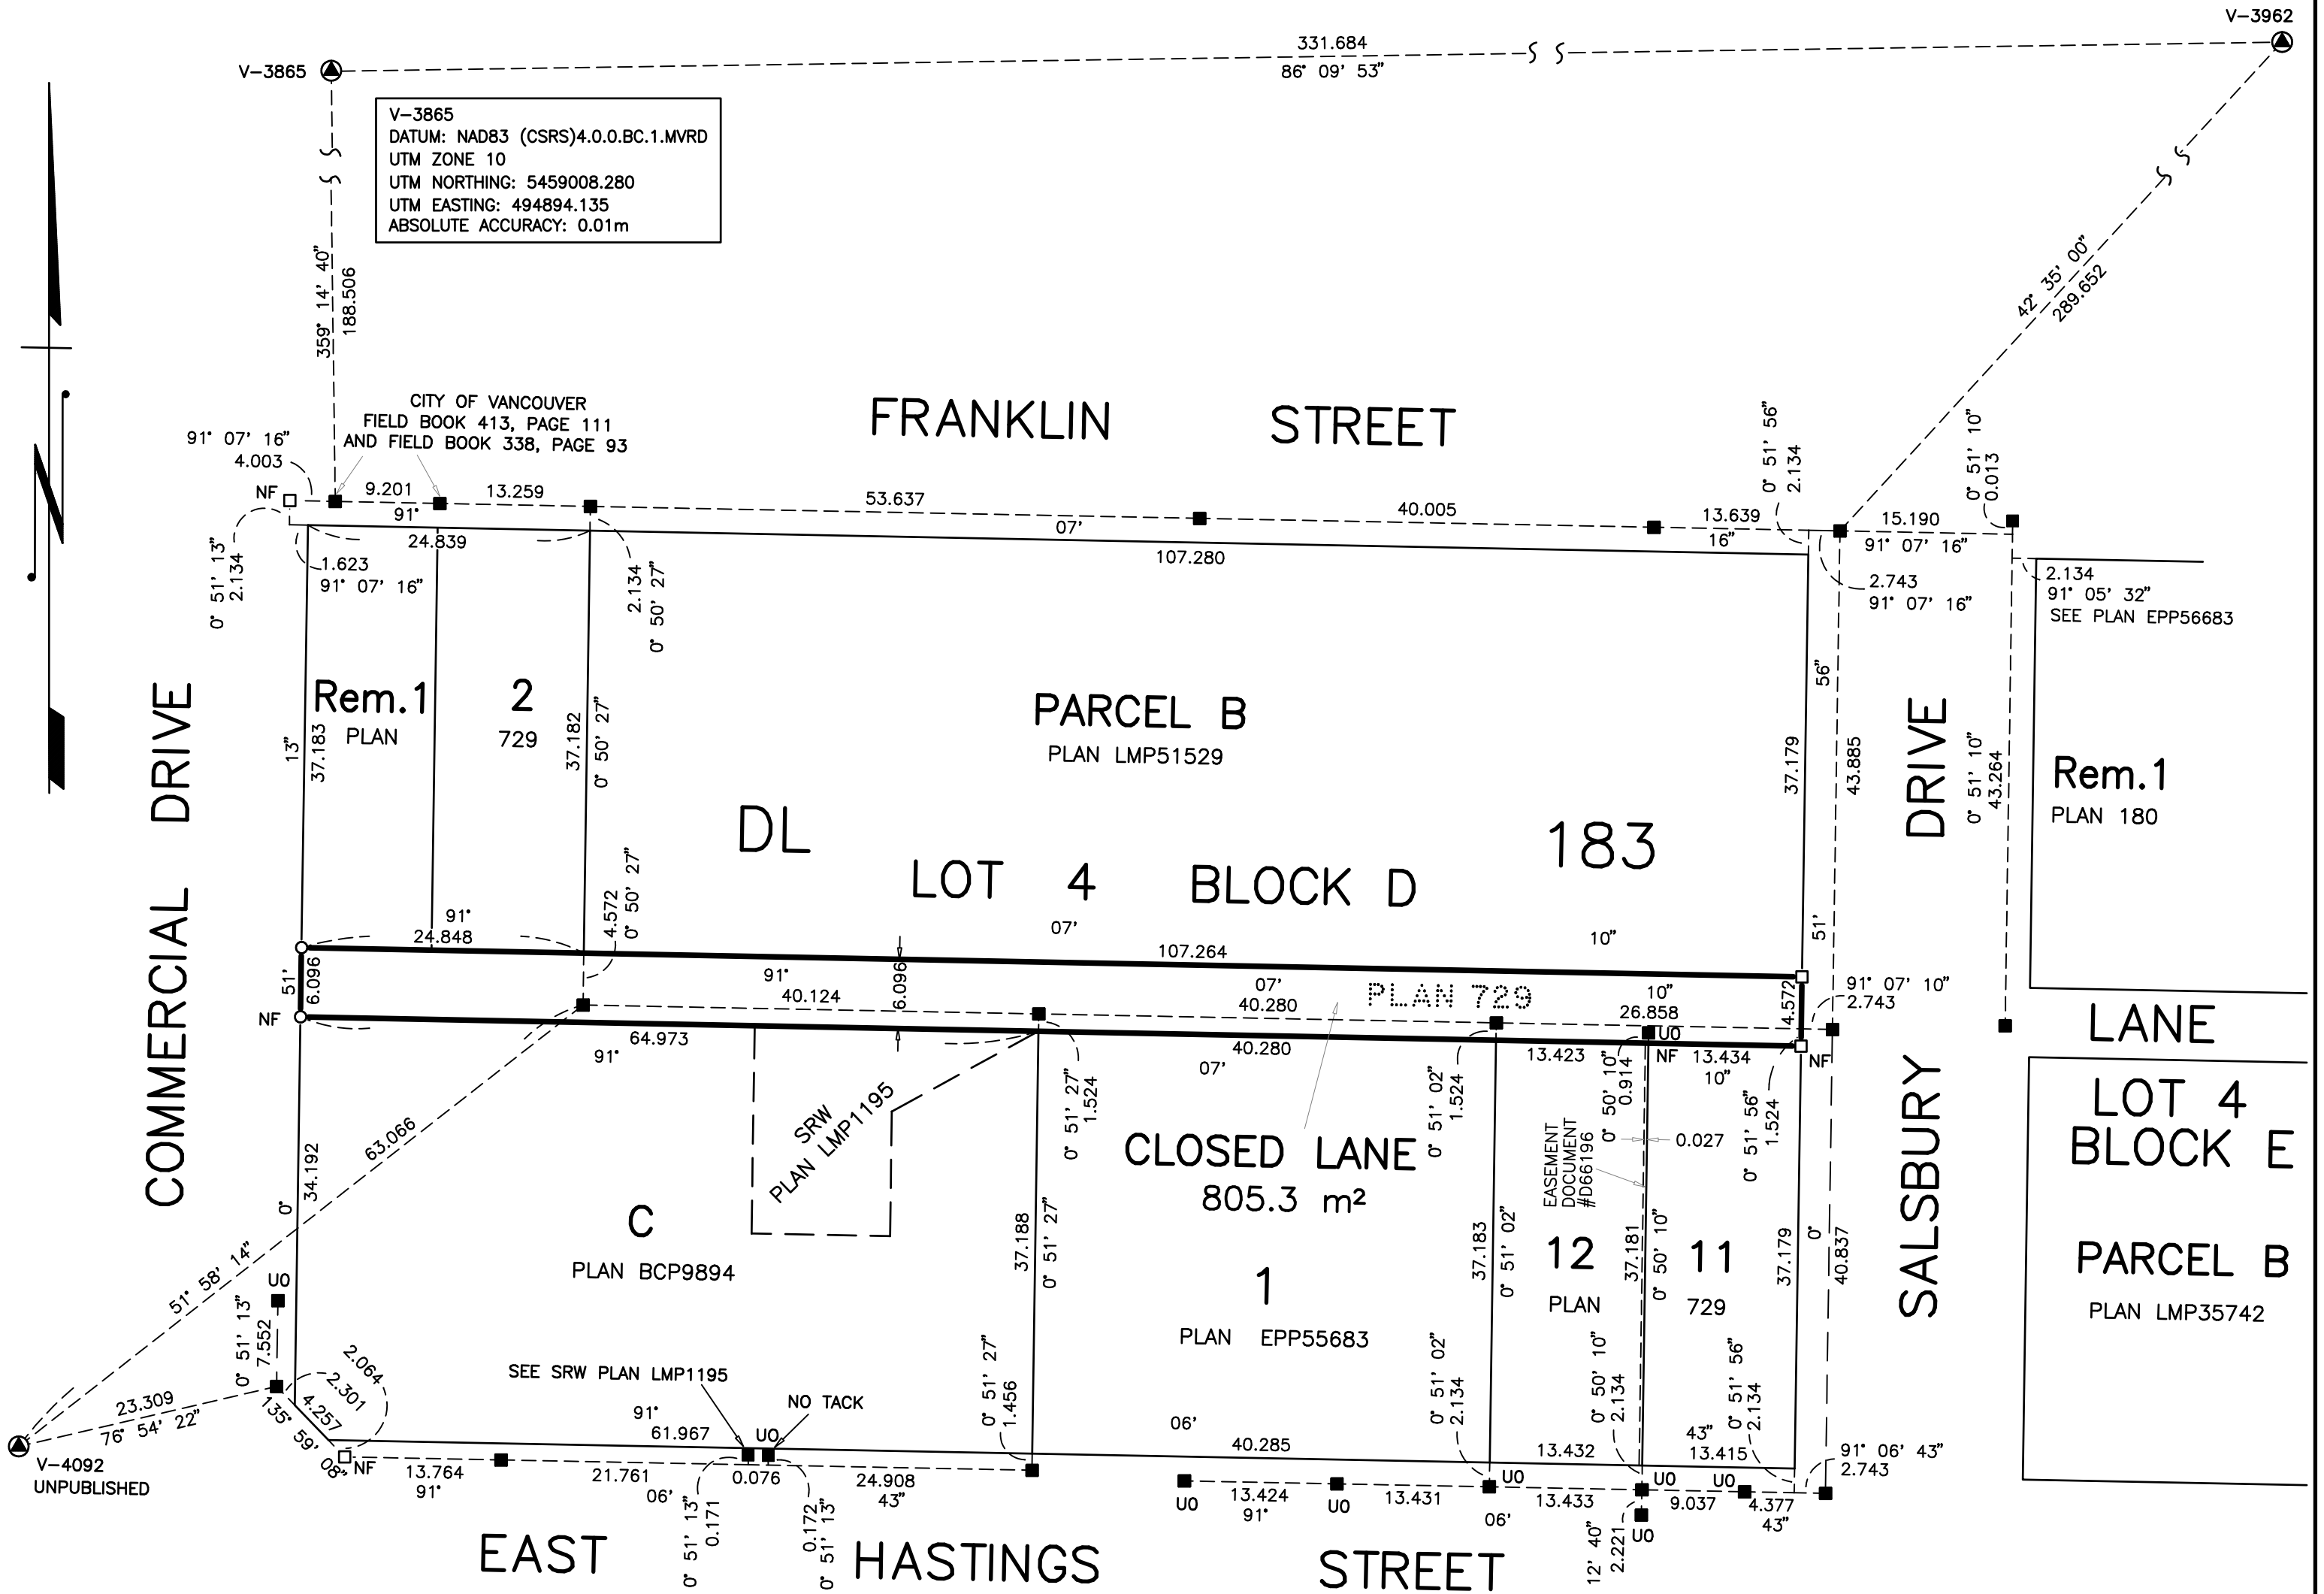 V-3962
331.684
86° 09' 53"
V-3865
V-3865
DATUM: NAD83 (CSRS)4.0.0.BC.1.MVRD
UTM ZONE 10
UTM NORTHING: 5459008.280
UTM EASTING: 494894.135
ABSOLUTE ACCURACY: 0.01m
359° 14' 40"
188.506
42° 35' 00"
289.652
CITY OF VANCOUVER
FIELD BOOK 413, PAGE 111
AND FIELD BOOK 338, PAGE 93
FRANKLIN STREET
91° 07' 16"
4.003
NF
9.201
13.259
53.637
40.005
13.639
15.190
91°
07'
16"
91° 07' 16"
0° 51' 56"
2.134
0° 51' 10"
0.013
24.839
107.280
0° 51' 13"
2.134
1.623
91° 07' 16"
2.134
0° 50' 27"
2.743
91° 07' 16"
2.134
91° 05' 32"
SEE PLAN EPP56683
Rem.1
PLAN
2
729
PARCEL B
PLAN LMP51529
13"
37.183
37.182
0° 50' 27"
37.179
56"
43.885
0° 51' 10"
43.264
Rem.1
PLAN 180
COMMERCIAL DRIVE
SALSBURY DRIVE
DL 183
LOT 4 BLOCK D
4.572
0° 50' 27"
91°
24.848
07'
107.264
10"
51'
51'
6.096
NF
91°
40.124
6.096
07'
40.280
PLAN 729
10"
26.858
4.572
91° 07' 10"
2.743
LANE
64.973
91°
40.280
07'
13.423
UO
NF
13.434
10"
NF
0° 51' 27"
1.524
0° 51' 02"
1.524
0° 50' 10"
0.914
0° 51' 56"
1.524
0.027
LOT 4
BLOCK E
SRW
PLAN LMP1195
CLOSED LANE
805.3 m²
EASEMENT
DOCUMENT
#D66196
63.066
51° 58' 14"
34.192
0°
C
PLAN BCP9894
37.188
0° 51' 27"
1
PLAN EPP55683
37.183
0° 51' 02"
12
PLAN
37.181
0° 50' 10"
11
729
37.179
0°
40.837
PARCEL B
PLAN LMP35742
UO
0° 51' 13"
7.552
2.064
2.301
4.257
135° 59' 08"
23.309
76° 54' 22"
V-4092
UNPUBLISHED
SEE SRW PLAN LMP1195
NO TACK
91°
61.967
UO
0° 51' 27"
1.456
06'
40.285
0° 51' 02"
2.134
13.432
0° 50' 10"
2.134
43"
13.415
0° 51' 56"
2.134
91° 06' 43"
2.743
NF
13.764
91°
21.761
06'
0.076
24.908
43"
0° 51' 13"
0.171
0.172
0° 51' 13"
UO
13.424
91°
UO
13.431
UO
13.433
06'
UO
9.037
UO
4.377
43"
12' 40"
2.221
UO
EAST HASTINGS STREET